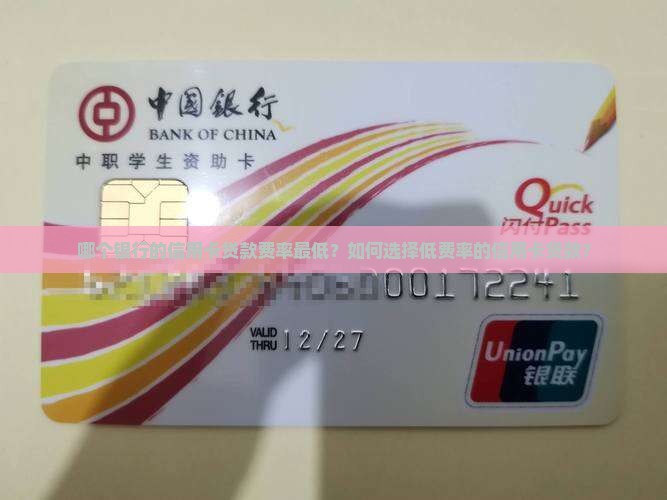 中国銀行
BANK OF CHINA
中职学生资助卡
Quick
闪付Pass
哪个银行的信用卡贷款费率最低？如何选择低费率的信用卡贷款？
00172241
VALID
THRU 12/27
UnionPay
银联